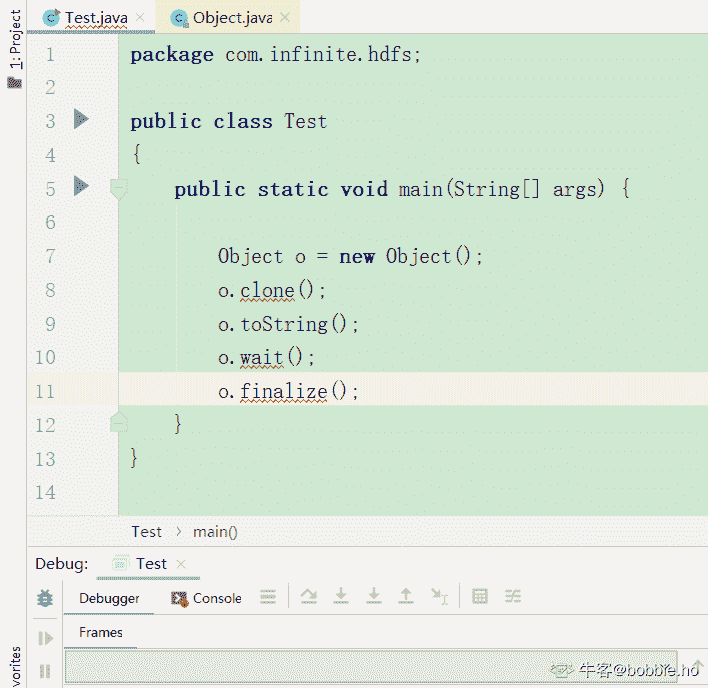 1: Project
Test.java
Object.java
1 package com.infinite.hdfs;
2
3 public class Test
4 {
5 public static void main(String[] args) {
6
7 Object o = new Object();
8 o.clone();
9 o.toString();
10 o.wait();
11 o.finalize();
12 }
13 }
14
Test > main()
Debug: Test
Debugger Console
Frames
vorites
牛客@bobbie.ho